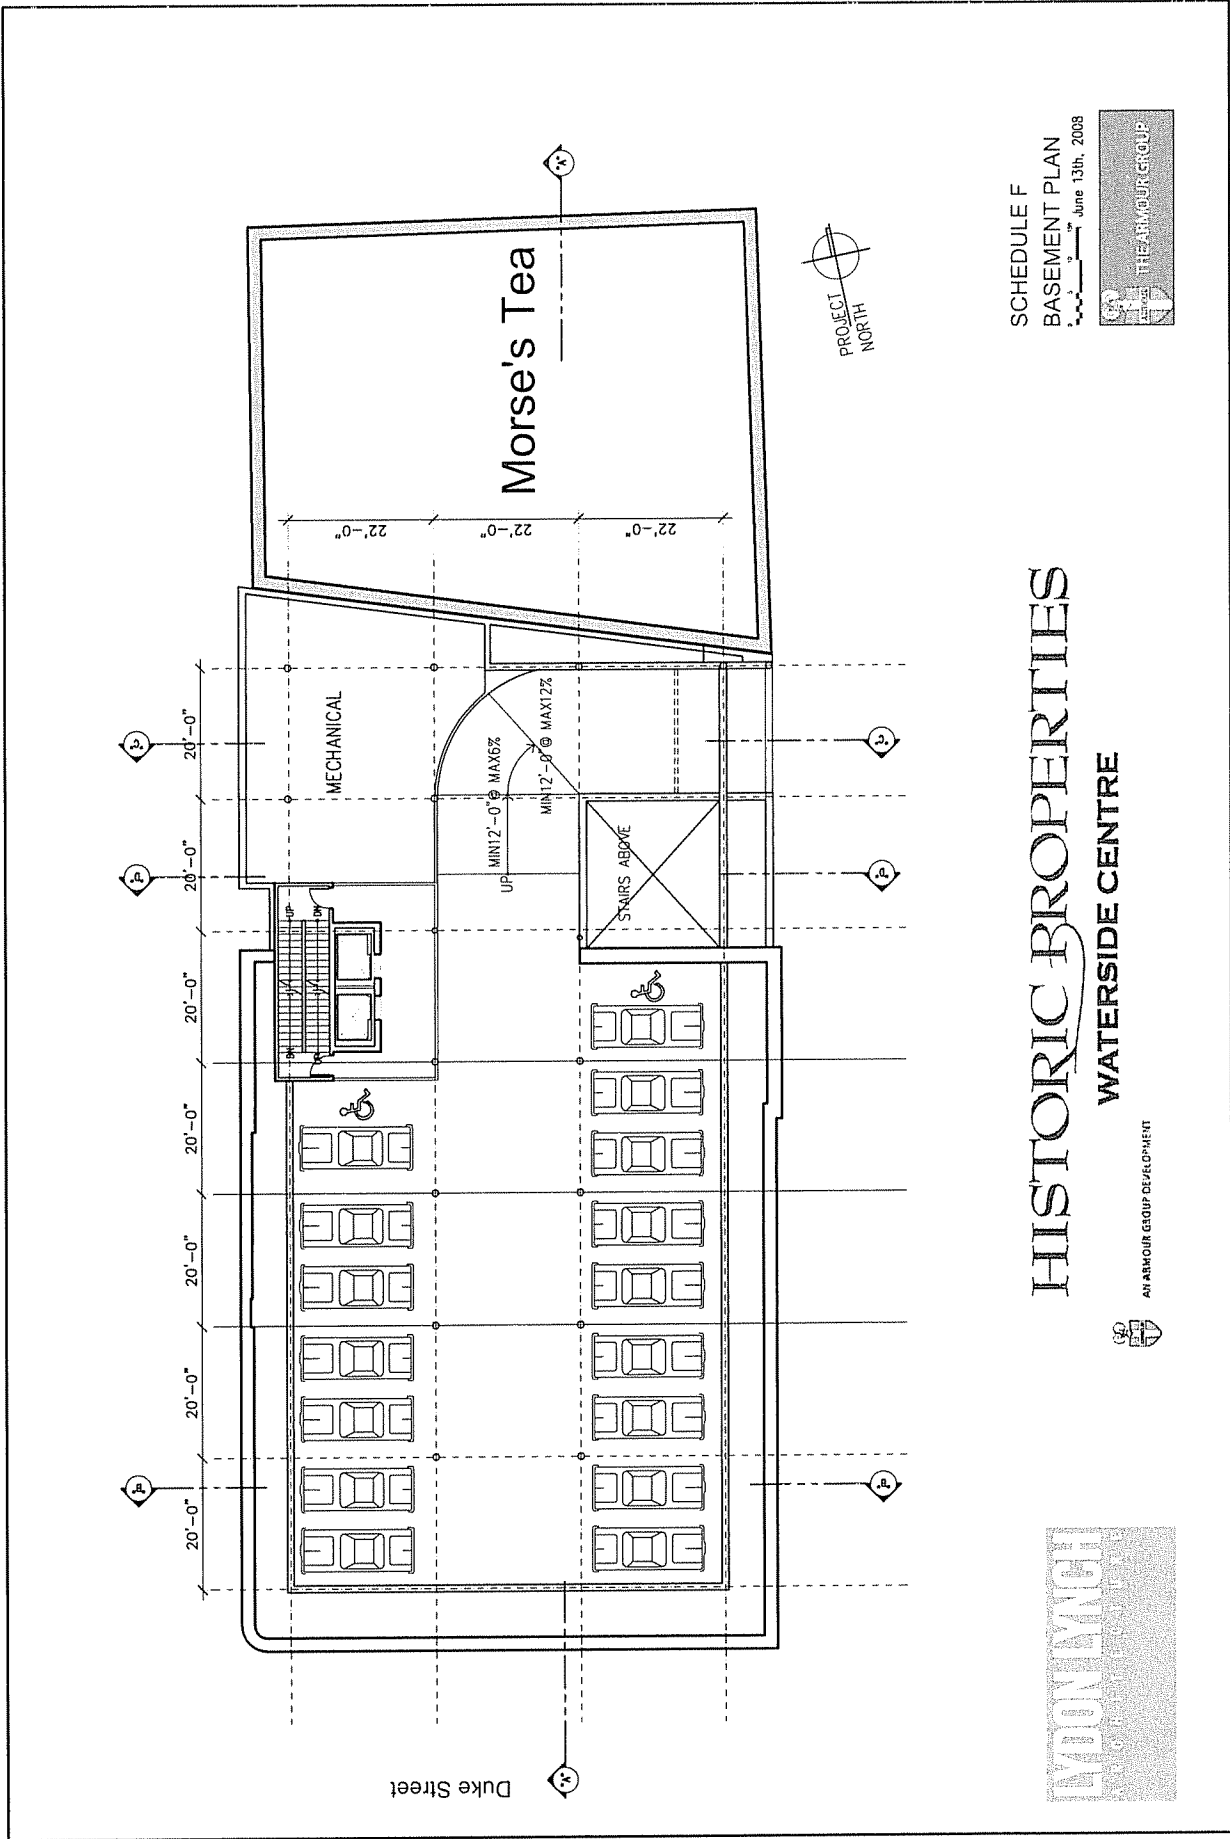 Duke Street
20'-0"
20'-0"
20'-0"
20'-0"
20'-0"
20'-0"
20'-0"
22'-0"
22'-0"
22'-0"
MECHANICAL
UP
DN
DN
UP
MIN12'-0" @ MAX6%
MIN12'-0" @ MAX12%
UP
STAIRS ABOVE
Morse's Tea
PROJECT
NORTH
LYDON LYNCH
HISTORIC PROPERTIES
WATERSIDE CENTRE
AN ARMOUR GROUP DEVELOPMENT
SCHEDULE F
BASEMENT PLAN
June 13th, 2008
THE ARMOUR GROUP